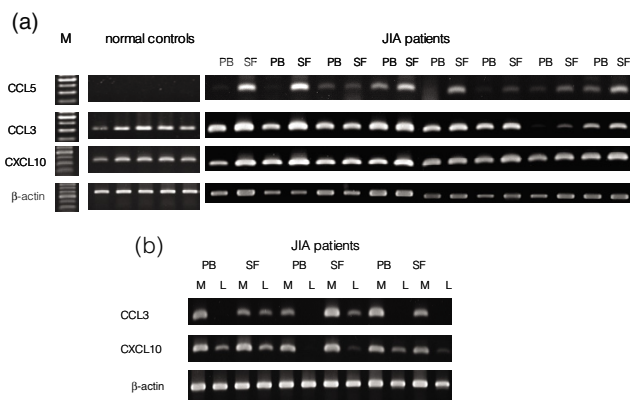 (a)
M normal controls JIA patients
PB SF PB SF PB SF PB SF PB SF PB SF PB SF PB SF
CCL5
CCL3
CXCL10
β-actin
(b)
JIA patients
PB SF PB SF PB SF
M L M L M L M L M L M L
CCL3
CXCL10
β-actin